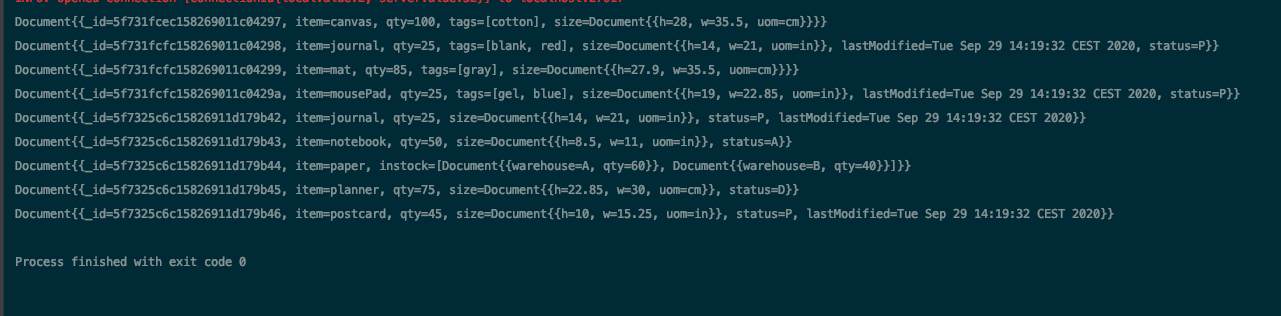 Document{{_id=5f731fcec158269011c04297, item=canvas, qty=100, tags=[cotton], size=Document{{h=28, w=35.5, uom=cm}}}}
Document{{_id=5f731fcfc158269011c04298, item=journal, qty=25, tags=[blank, red], size=Document{{h=14, w=21, uom=in}}, lastModified=Tue Sep 29 14:19:32 CEST 2020, status=P}}
Document{{_id=5f731fcfc158269011c04299, item=mat, qty=85, tags=[gray], size=Document{{h=27.9, w=35.5, uom=cm}}}}
Document{{_id=5f731fcfc158269011c0429a, item=mousePad, qty=25, tags=[gel, blue], size=Document{{h=19, w=22.85, uom=in}}, lastModified=Tue Sep 29 14:19:32 CEST 2020, status=P}}
Document{{_id=5f7325c6c15826911d179b42, item=journal, qty=25, size=Document{{h=14, w=21, uom=in}}, status=P, lastModified=Tue Sep 29 14:19:32 CEST 2020}}
Document{{_id=5f7325c6c15826911d179b43, item=notebook, qty=50, size=Document{{h=8.5, w=11, uom=in}}, status=A}}
Document{{_id=5f7325c6c15826911d179b44, item=paper, instock=[Document{{warehouse=A, qty=60}}, Document{{warehouse=B, qty=40}}]}}
Document{{_id=5f7325c6c15826911d179b45, item=planner, qty=75, size=Document{{h=22.85, w=30, uom=cm}}, status=D}}
Document{{_id=5f7325c6c15826911d179b46, item=postcard, qty=45, size=Document{{h=10, w=15.25, uom=in}}, status=P, lastModified=Tue Sep 29 14:19:32 CEST 2020}}
Process finished with exit code 0